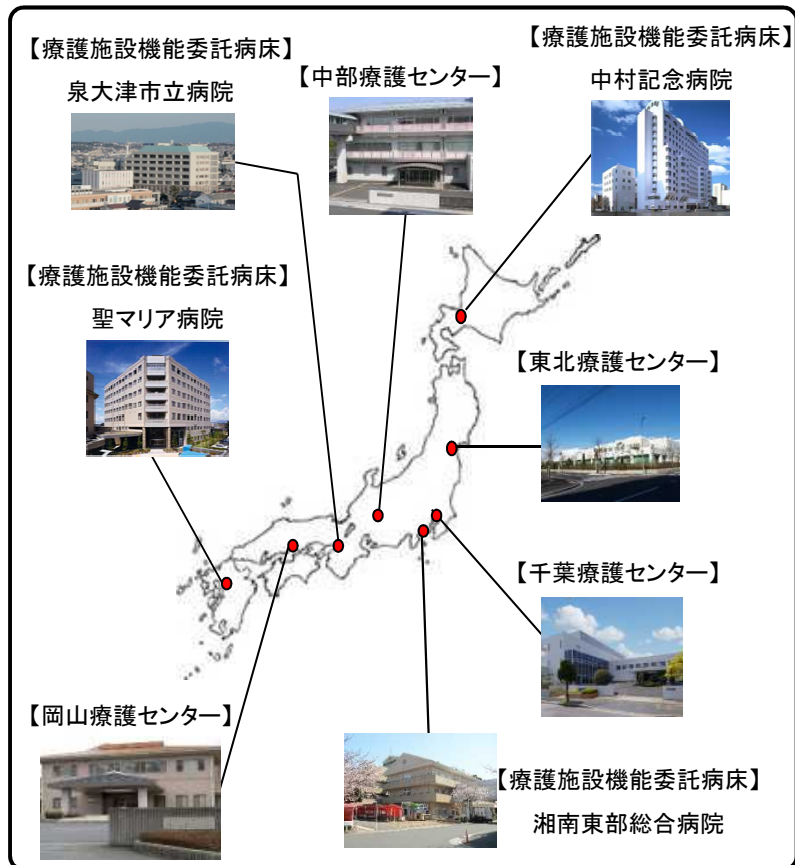 【療護施設機能委託病床】
泉大津市立病院
【中部療護センター】
【療護施設機能委託病床】
中村記念病院
【療護施設機能委託病床】
聖マリア病院
【東北療護センター】
【千葉療護センター】
【岡山療護センター】
【療護施設機能委託病床】
湘南東部総合病院